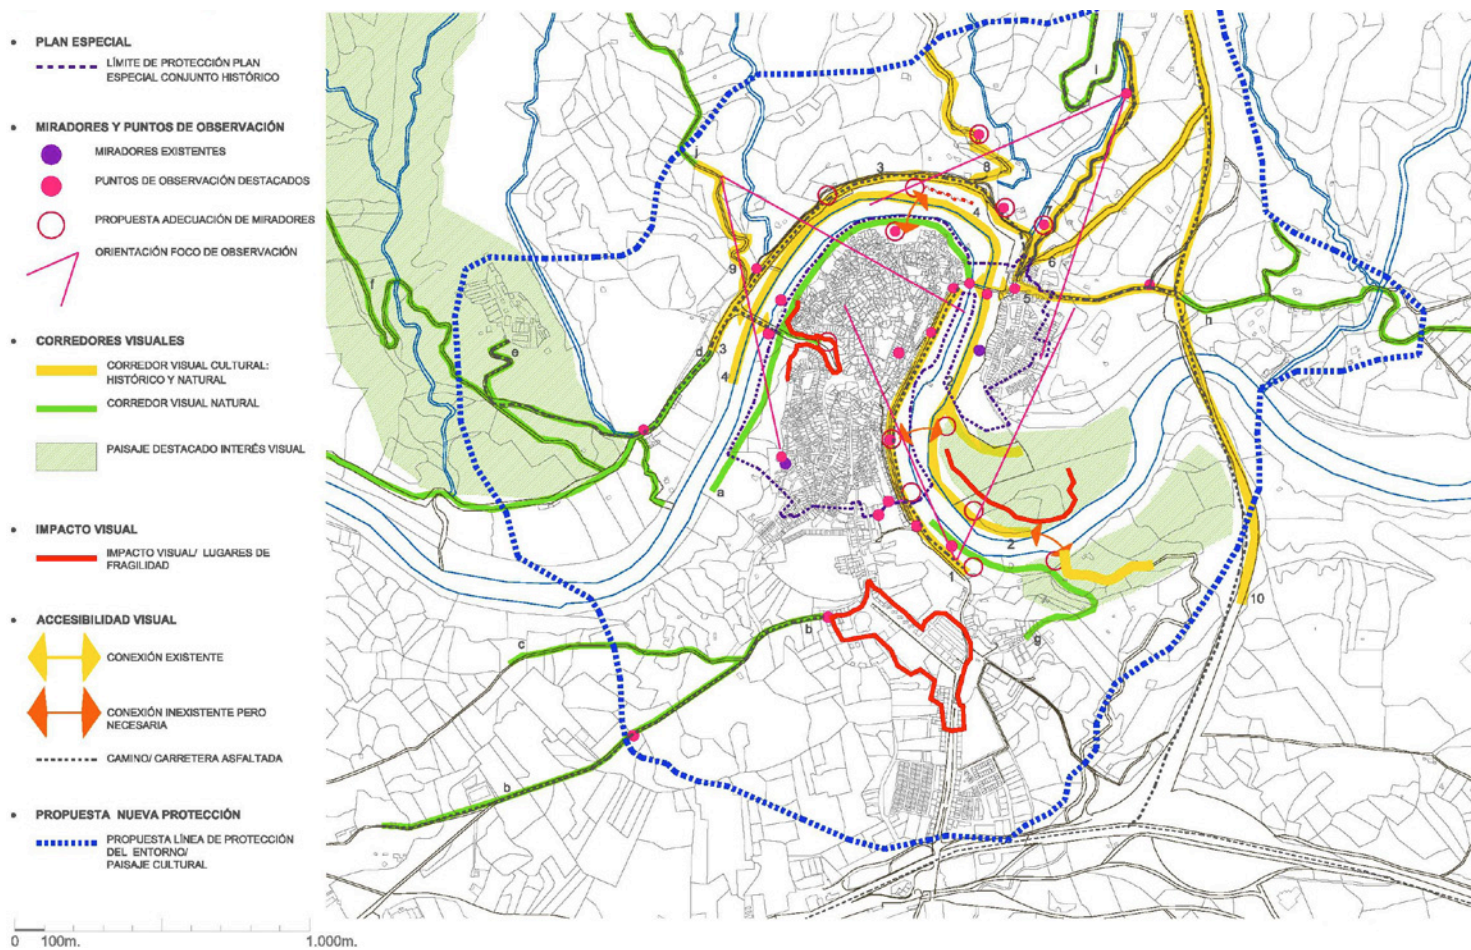 PLAN ESPECIAL
LÍMITE DE PROTECCIÓN PLAN
ESPECIAL CONJUNTO HISTÓRICO
MIRADORES Y PUNTOS DE OBSERVACIÓN
MIRADORES EXISTENTES
PUNTOS DE OBSERVACIÓN DESTACADOS
PROPUESTA ADECUACIÓN DE MIRADORES
ORIENTACIÓN FOCO DE OBSERVACIÓN
CORREDORES VISUALES
CORREDOR VISUAL CULTURAL:
HISTÓRICO Y NATURAL
CORREDOR VISUAL NATURAL
PAISAJE DESTACADO INTERÉS VISUAL
IMPACTO VISUAL
IMPACTO VISUAL/ LUGARES DE
FRAGILIDAD
ACCESIBILIDAD VISUAL
CONEXIÓN EXISTENTE
CONEXIÓN INEXISTENTE PERO
NECESARIA
CAMINO/ CARRETERA ASFALTADA
PROPUESTA NUEVA PROTECCIÓN
PROPUESTA LÍNEA DE PROTECCIÓN
DEL ENTORNO/
PAISAJE CULTURAL
0 100m. 1.000m.
i
j
3
8
4
9
7
6
5
f
h
e
d
3
4
2
a
2
1
10
g
b
c
b